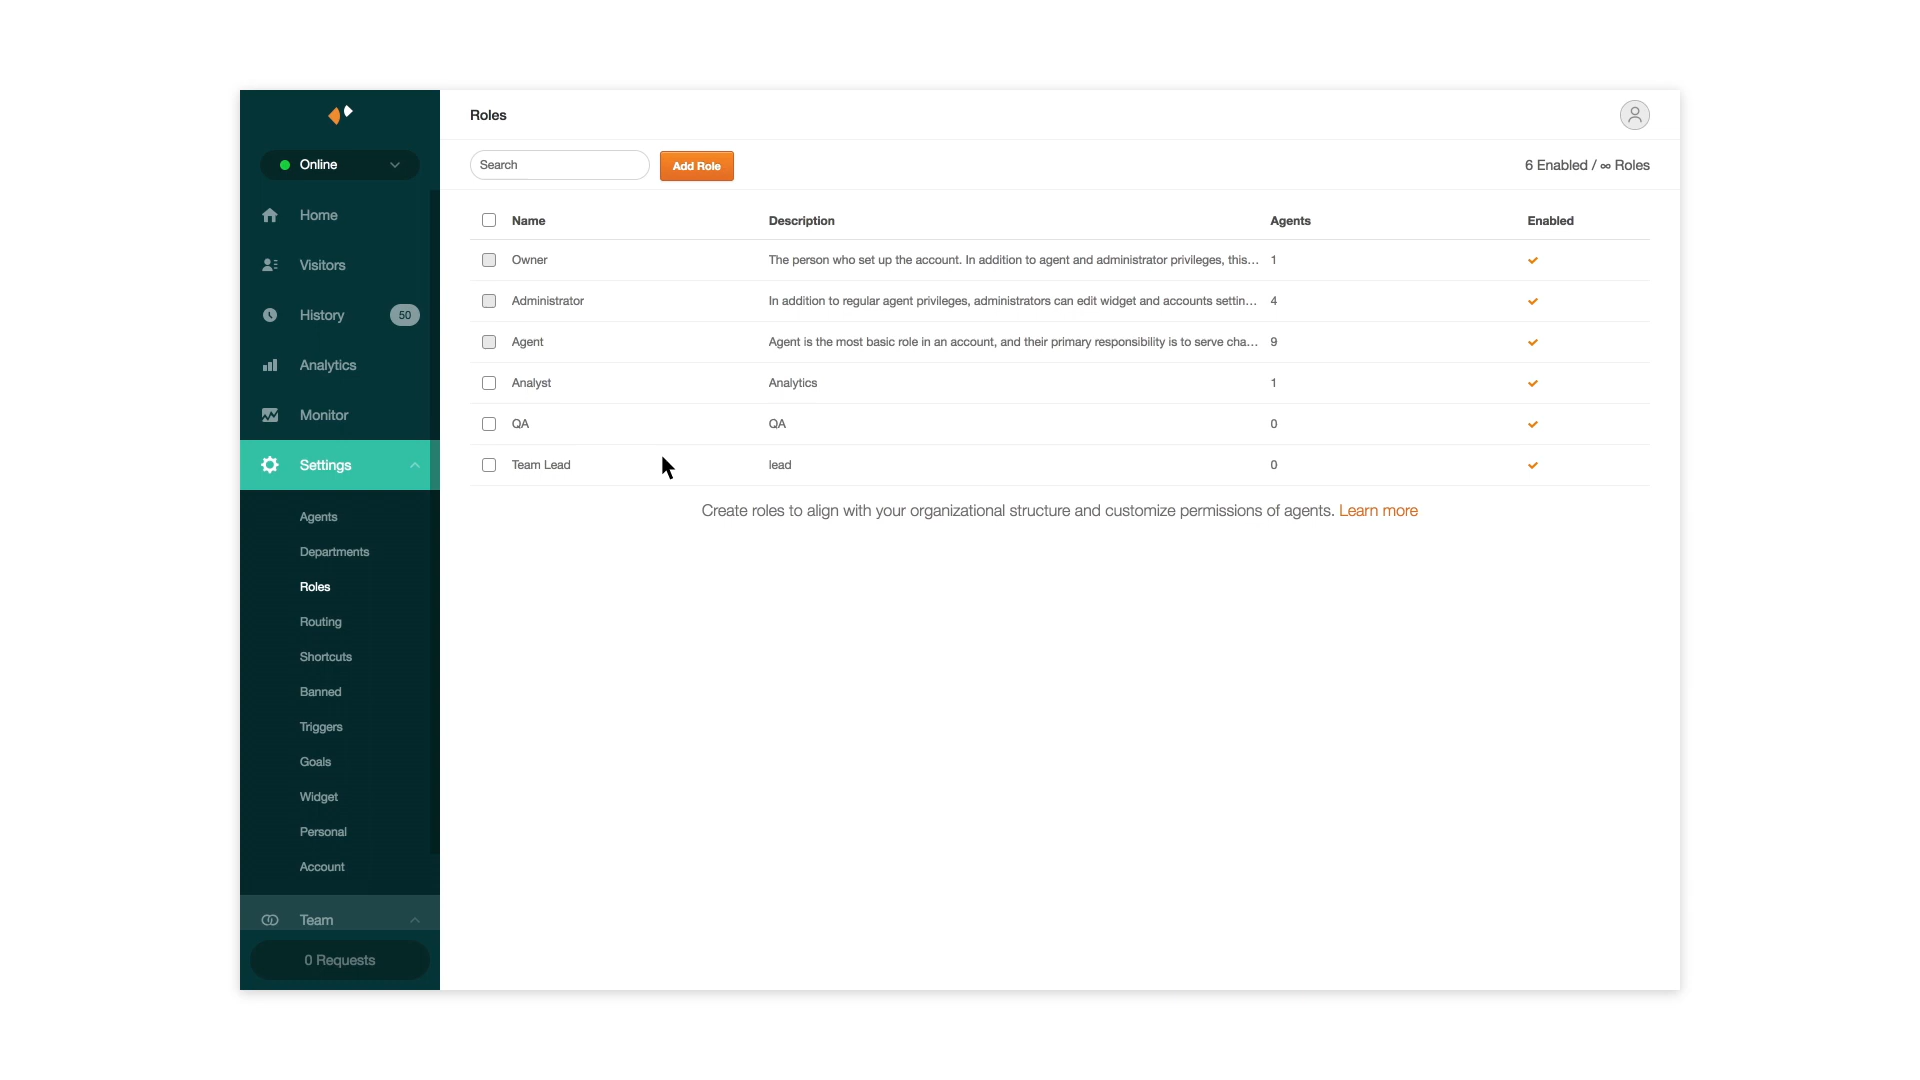 Roles
Online
Search
Add Role
6 Enabled / ∞ Roles
Home
Visitors
History 50
Analytics
Monitor
Settings
Agents
Departments
Roles
Routing
Shortcuts
Banned
Triggers
Goals
Widget
Personal
Account
Team
0 Requests
Name Description Agents Enabled
Owner The person who set up the account. In addition to agent and administrator privileges, this... 1
Administrator In addition to regular agent privileges, administrators can edit widget and accounts settin... 4
Agent Agent is the most basic role in an account, and their primary responsibility is to serve cha... 9
Analyst Analytics 1
QA QA 0
Team Lead lead 0
Create roles to align with your organizational structure and customize permissions of agents. Learn more